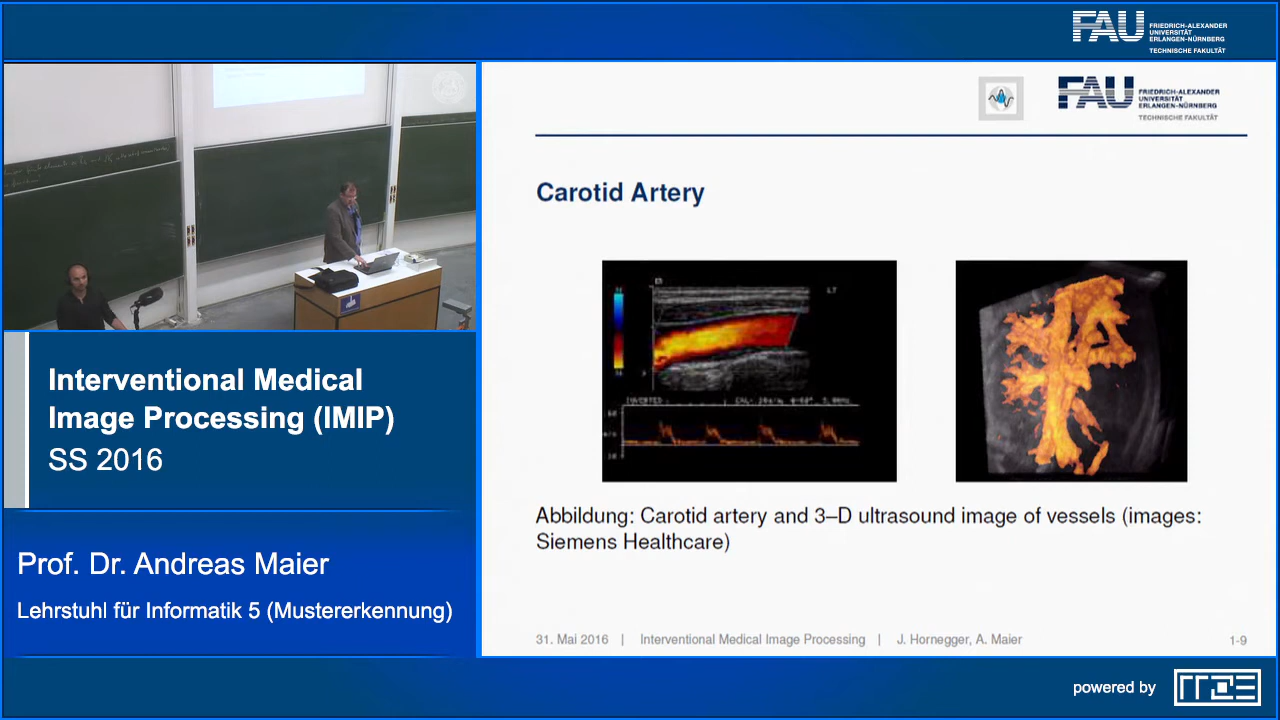 FAU
FRIEDRICH-ALEXANDER
UNIVERSITÄT
ERLANGEN-NÜRNBERG
TECHNISCHE FAKULTÄT
FAU
FRIEDRICH-ALEXANDER
UNIVERSITÄT
ERLANGEN-NÜRNBERG
TECHNISCHE FAKULTÄT
Carotid Artery
LT
Abbildung: Carotid artery and 3–D ultrasound image of vessels (images:
Siemens Healthcare)
31. Mai 2016 | Interventional Medical Image Processing | J. Hornegger, A. Maier
1-9
Interventional Medical
Image Processing (IMIP)
SS 2016
Prof. Dr. Andreas Maier
Lehrstuhl für Informatik 5 (Mustererkennung)
powered by